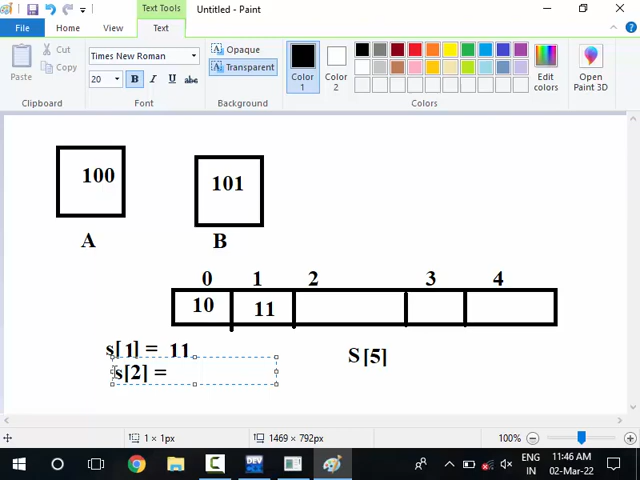 Text Tools
Untitled - Paint
File
Home
View
Text
Cut
Copy
Paste
Clipboard
Times New Roman
20
B
I
U
abc
Font
Opaque
Transparent
Background
Color 1
Color 2
Edit colors
Open Paint 3D
Colors
100
101
A
B
0 1 2 3 4
10 11
s[1] = 11
S [5]
s[2] =
1 × 1px
1469 × 792px
100%
DEV
ENG
IN
11:46 AM
02-Mar-22